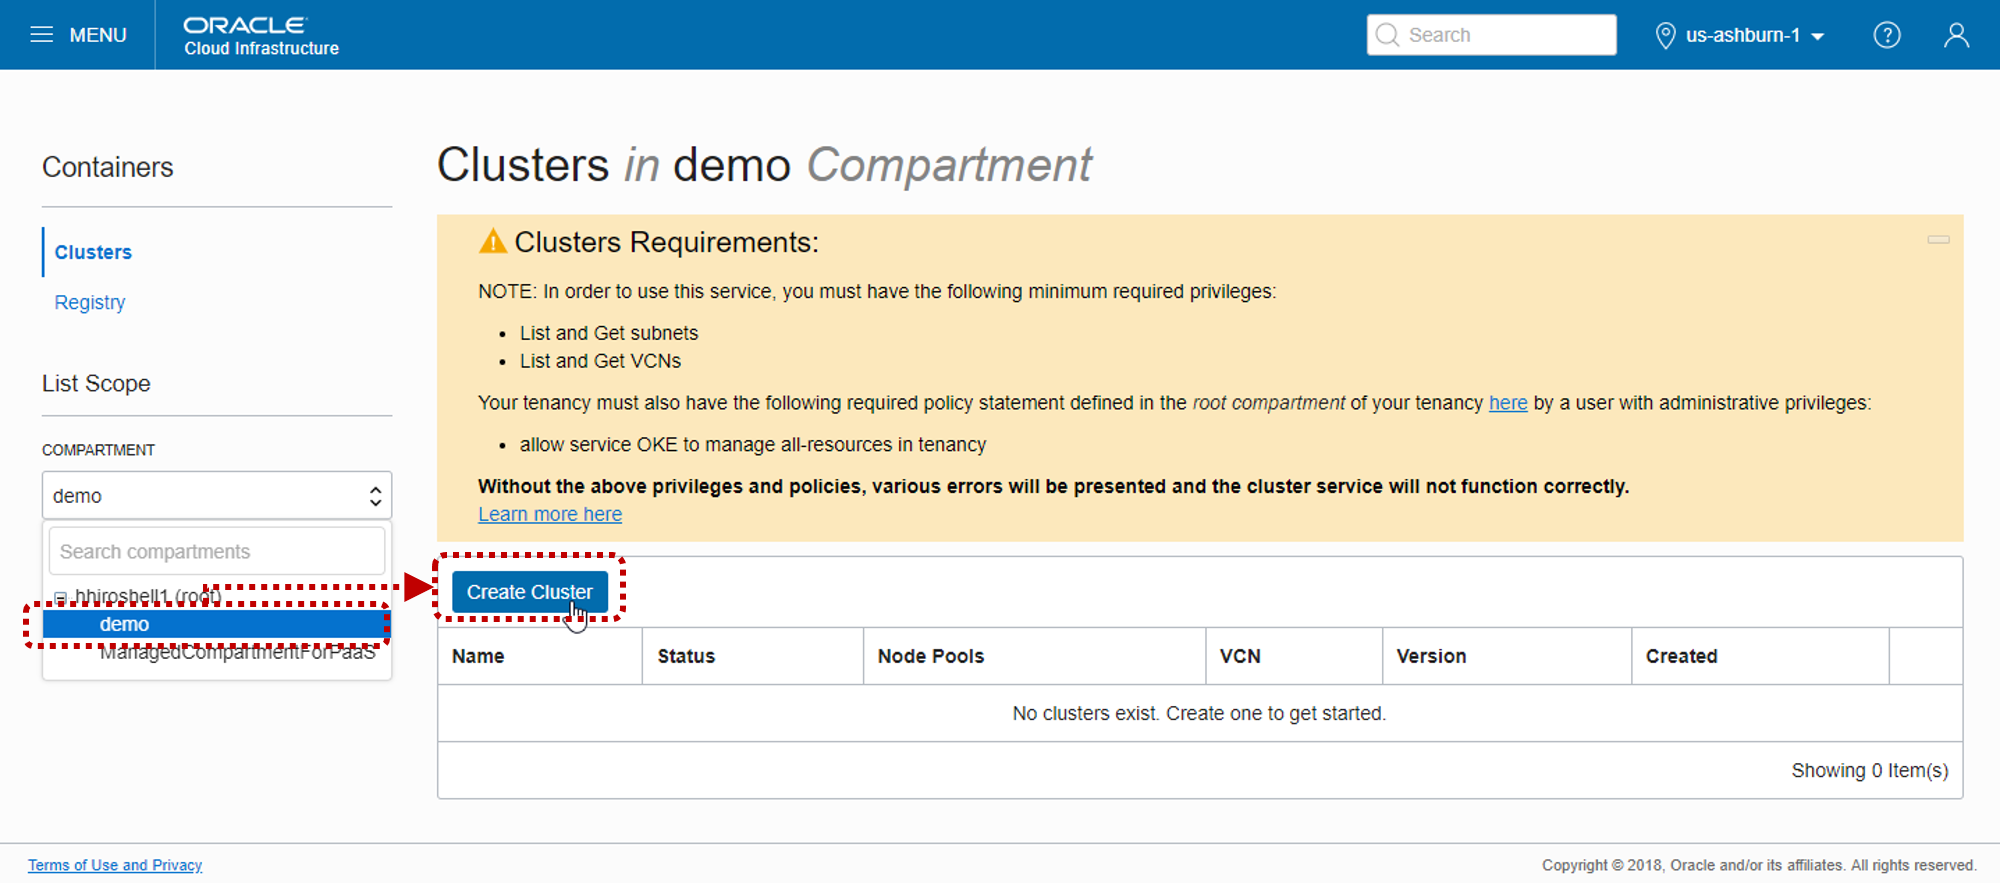 MENU
ORACLE
Cloud Infrastructure
Search
us-ashburn-1
?
Containers
Clusters
Registry
List Scope
COMPARTMENT
demo
Search compartments
hhiroshell1 (root)
demo
ManagedCompartmentForPaaS
Clusters in demo Compartment
Clusters Requirements:
NOTE: In order to use this service, you must have the following minimum required privileges:
• List and Get subnets
• List and Get VCNs
Your tenancy must also have the following required policy statement defined in the root compartment of your tenancy here by a user with administrative privileges:
• allow service OKE to manage all-resources in tenancy
Without the above privileges and policies, various errors will be presented and the cluster service will not function correctly.
Learn more here
Create Cluster
Name Status Node Pools VCN Version Created
No clusters exist. Create one to get started.
Showing 0 Item(s)
Terms of Use and Privacy
Copyright © 2018, Oracle and/or its affiliates. All rights reserved.